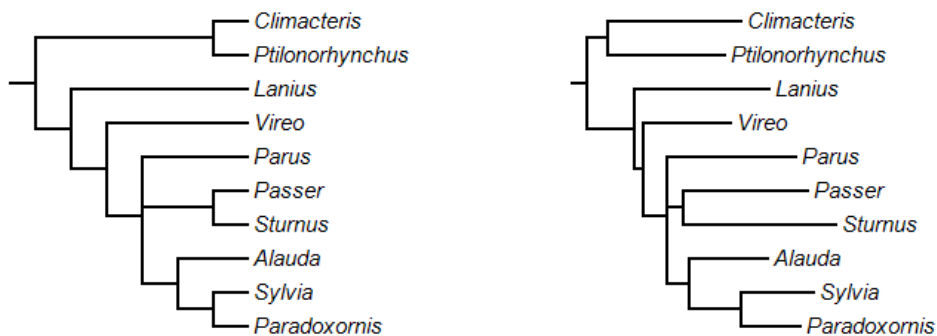 Climacteris
Ptilonorhynchus
Lanius
Vireo
Parus
Passer
Sturnus
Alauda
Sylvia
Paradoxornis
Climacteris
Ptilonorhynchus
Lanius
Vireo
Parus
Passer
Sturnus
Alauda
Sylvia
Paradoxornis